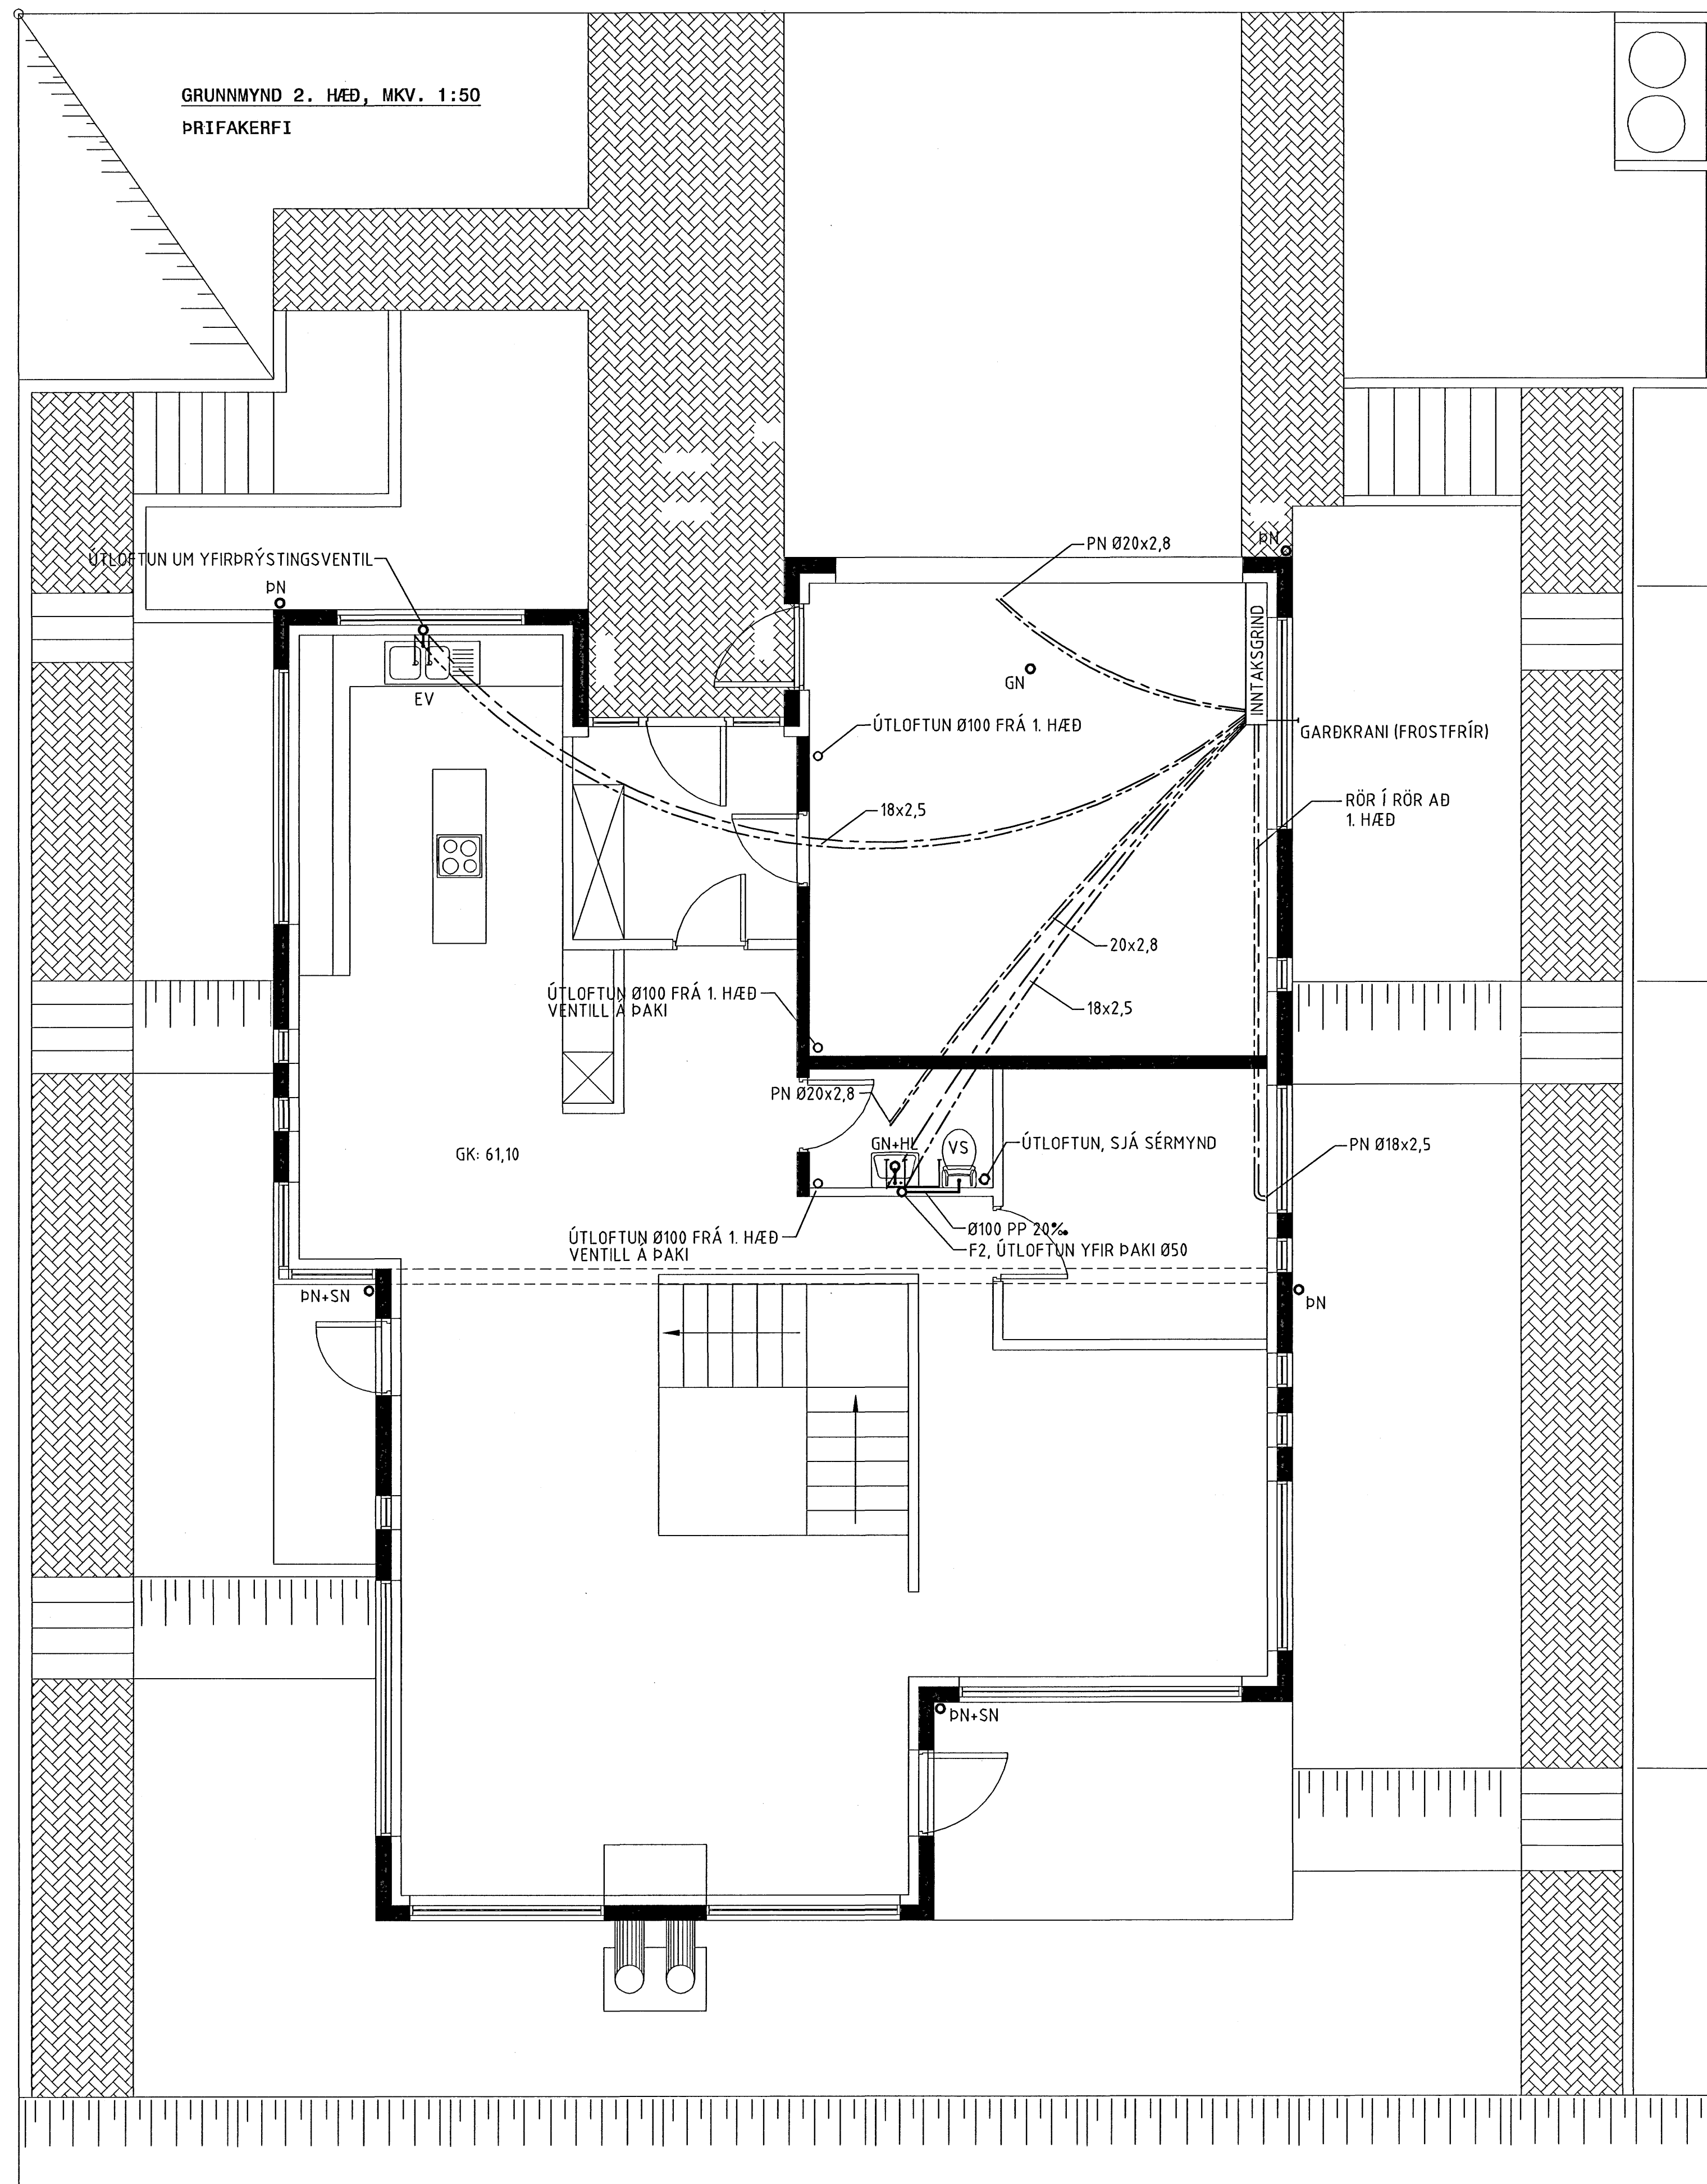 GRUNNMYND 2. HÆÐ, MKV. 1:50
ÞRIFAKERFI
PN Ø20x2,8
ÞN
ÚTLOFTUN UM YFIRÞRÝSTINGSVENTIL
ÞN
INNTAKSGRIND
GN
EV
ÚTLOFTUN Ø100 FRÁ 1. HÆÐ
GARÐKRANI (FROSTFRÍR)
18x2,5
RÖR Í RÖR AÐ
1. HÆÐ
20x2,8
ÚTLOFTUN Ø100 FRÁ 1. HÆÐ
VENTILL Á ÞAKI
18x2,5
PN Ø20x2,8
GN+HL
VS
ÚTLOFTUN, SJÁ SÉRMYND
PN Ø18x2,5
GK: 61,10
Ø100 PP 20‰
ÚTLOFTUN Ø100 FRÁ 1. HÆÐ
VENTILL Á ÞAKI
F2, ÚTLOFTUN YFIR ÞAKI Ø50
ÞN+SN
ÞN
ÞN+SN